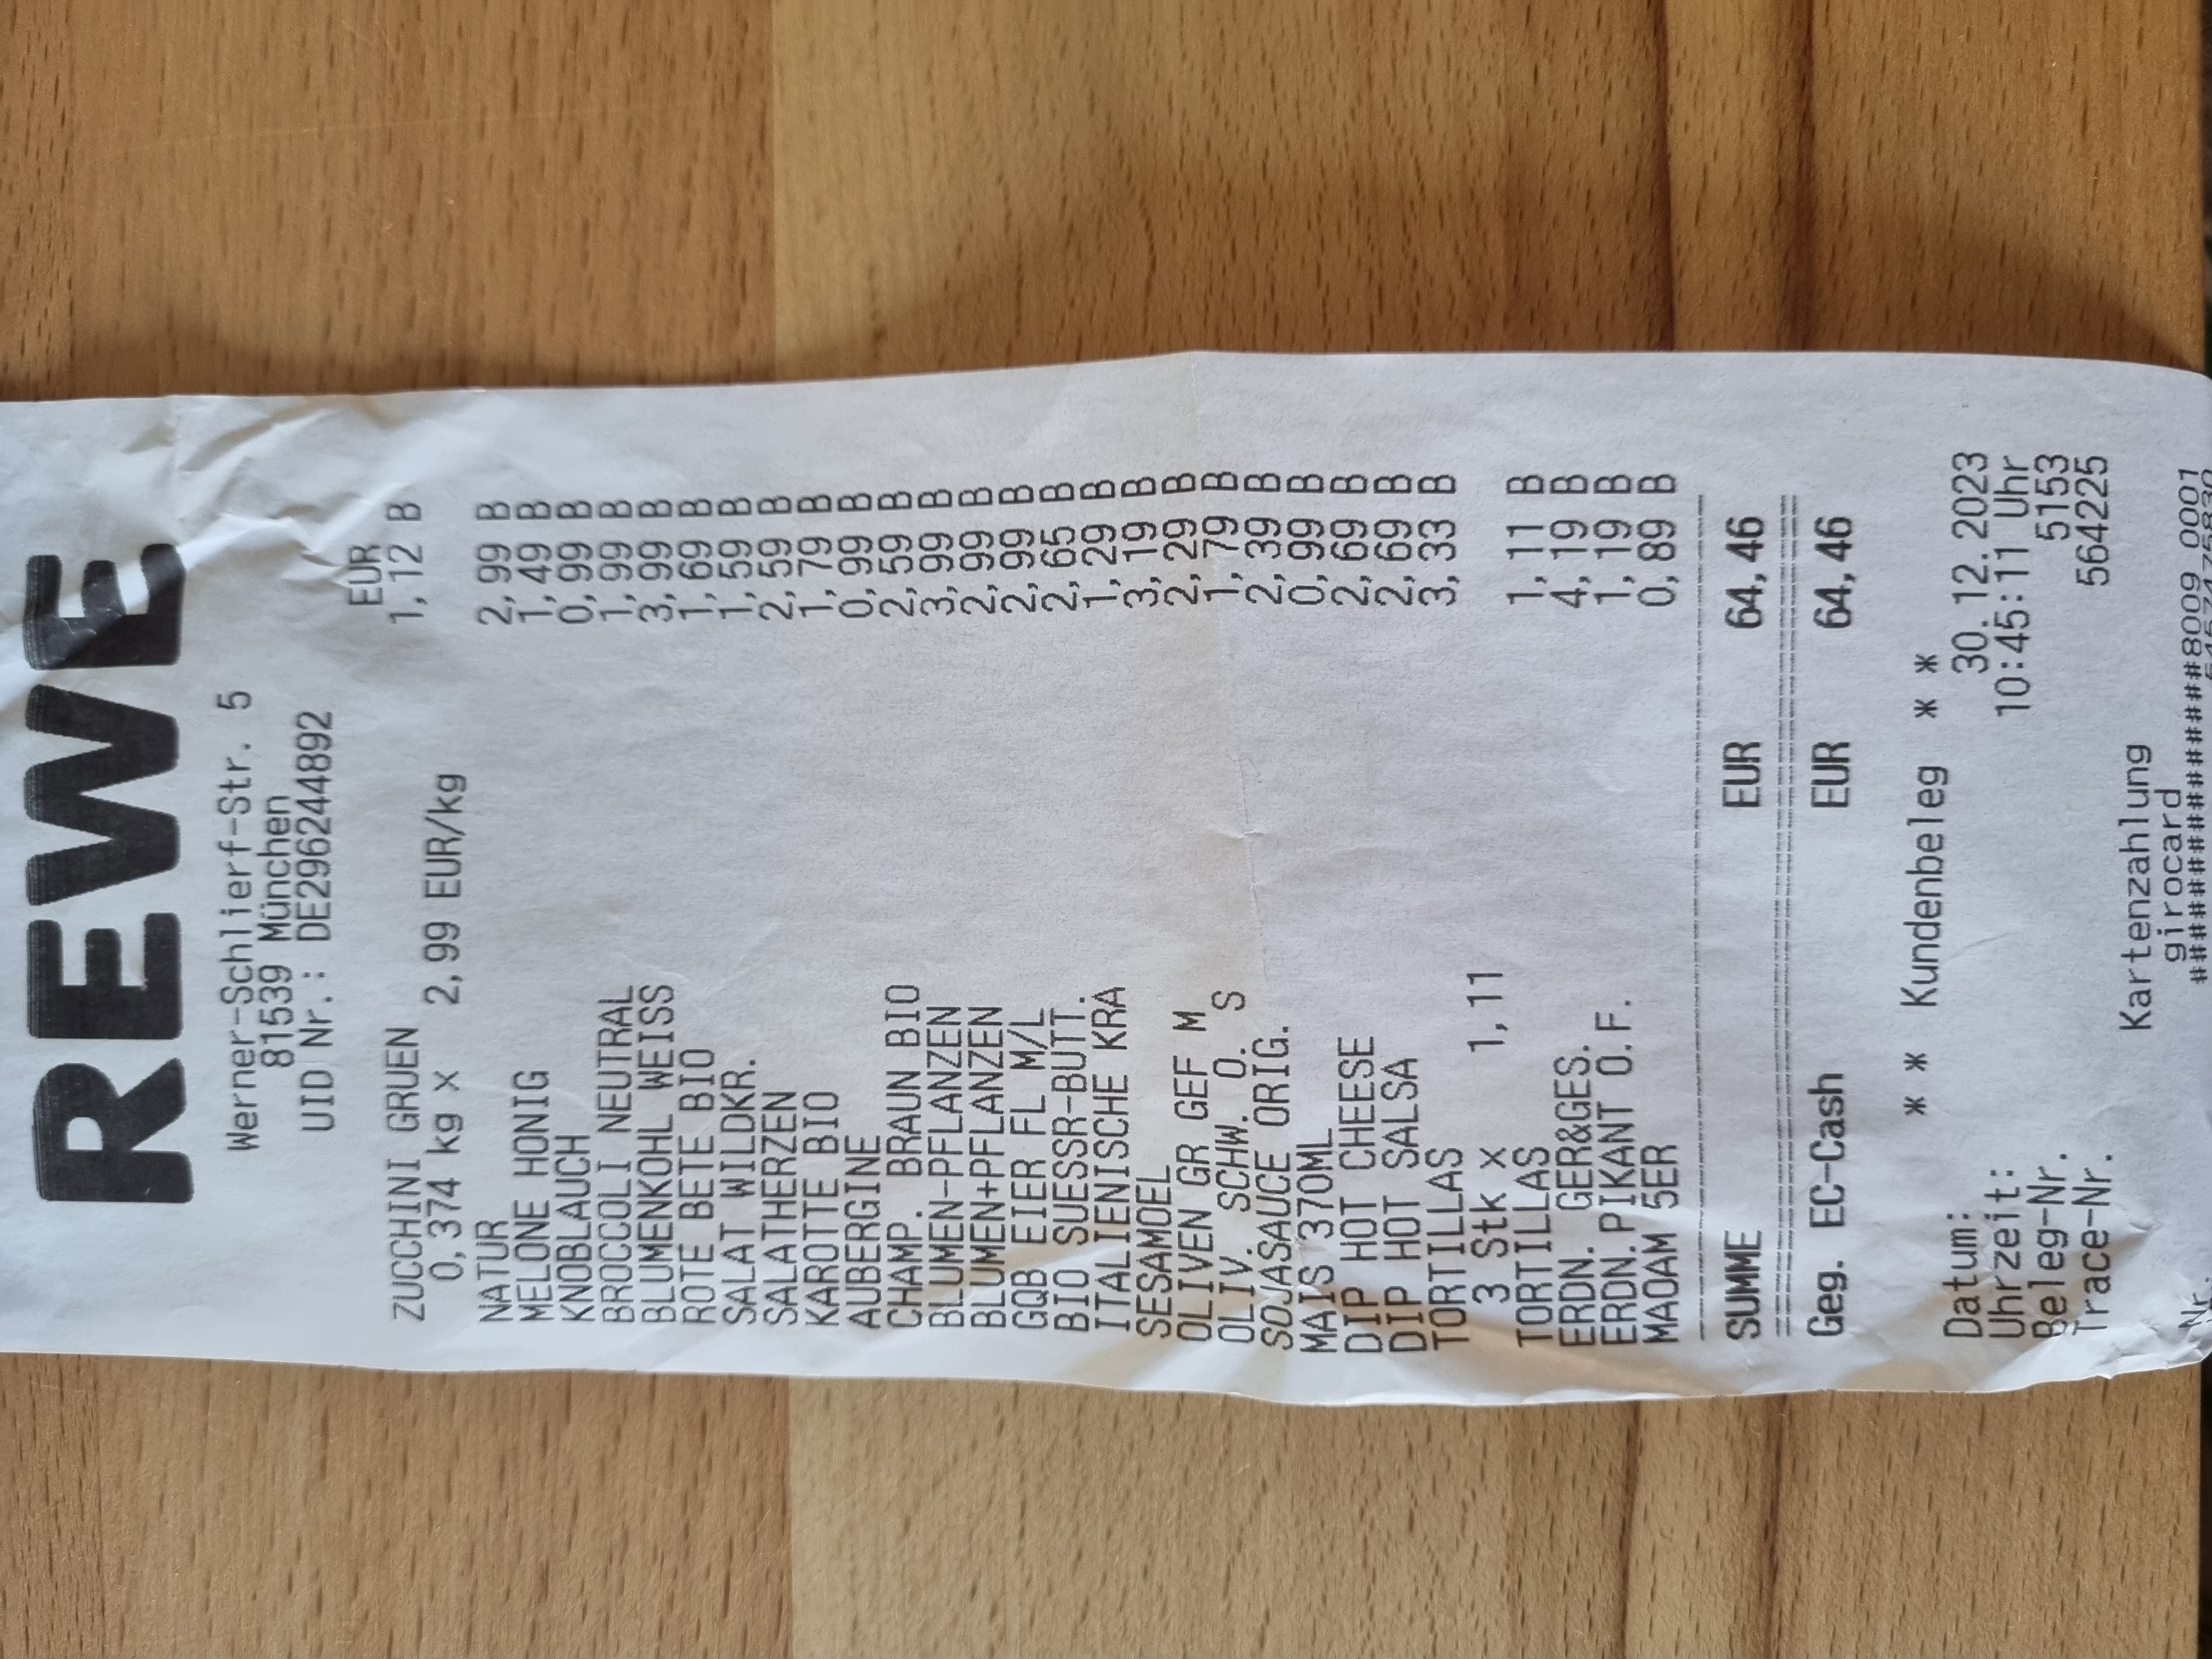 REWE
Werner-Schlierf-Str. 5
81539 München
UID Nr.: DE296244892
EUR
ZUCCHINI GRUEN 1,12 B
0,374 kg x 2,99 EUR/kg
NATUR 2,99 B
MELONE HONIG 1,49 B
KNOBLAUCH 0,99 B
BROCCOLI NEUTRAL 1,99 B
BLUMENKOHL WEISS 3,99 B
ROTE BETE BIO 1,69 B
SALAT WILDKR. 1,59 B
SALATHERZEN 2,59 B
KAROTTE BIO 1,79 B
AUBERGINE 0,99 B
CHAMP. BRAUN BIO 2,59 B
BLUMEN-PFLANZEN 3,99 B
BLUMEN+PFLANZEN 2,99 B
GQB EIER FL M/L 2,99 B
BIO SUESSR-BUTT. 2,65 B
ITALIENISCHE KRA 1,29 B
SESAMOEL 3,19 B
OLIVEN GR GEF M 2,29 B
OLIV. SCHW. O. S 1,79 B
SOJASAUCE ORIG. 2,39 B
MAIS 370ML 0,99 B
DIP HOT CHEESE 2,69 B
DIP HOT SALSA 2,69 B
TORTILLAS 3,33 B
3 Stk x 1,11
TORTILLAS 1,11 B
ERDN. GER&GES. 4,19 B
ERDN.PIKANT O.F. 1,19 B
MAOAM 5ER 0,89 B
SUMME EUR 64,46
Geg. EC-Cash EUR 64,46
* * Kundenbeleg * *
Datum: 30.12.2023
Uhrzeit: 10:45:11 Uhr
Beleg-Nr. 5153
Trace-Nr. 564225
Kartenzahlung
girocard
Nr. ###############8009 0001